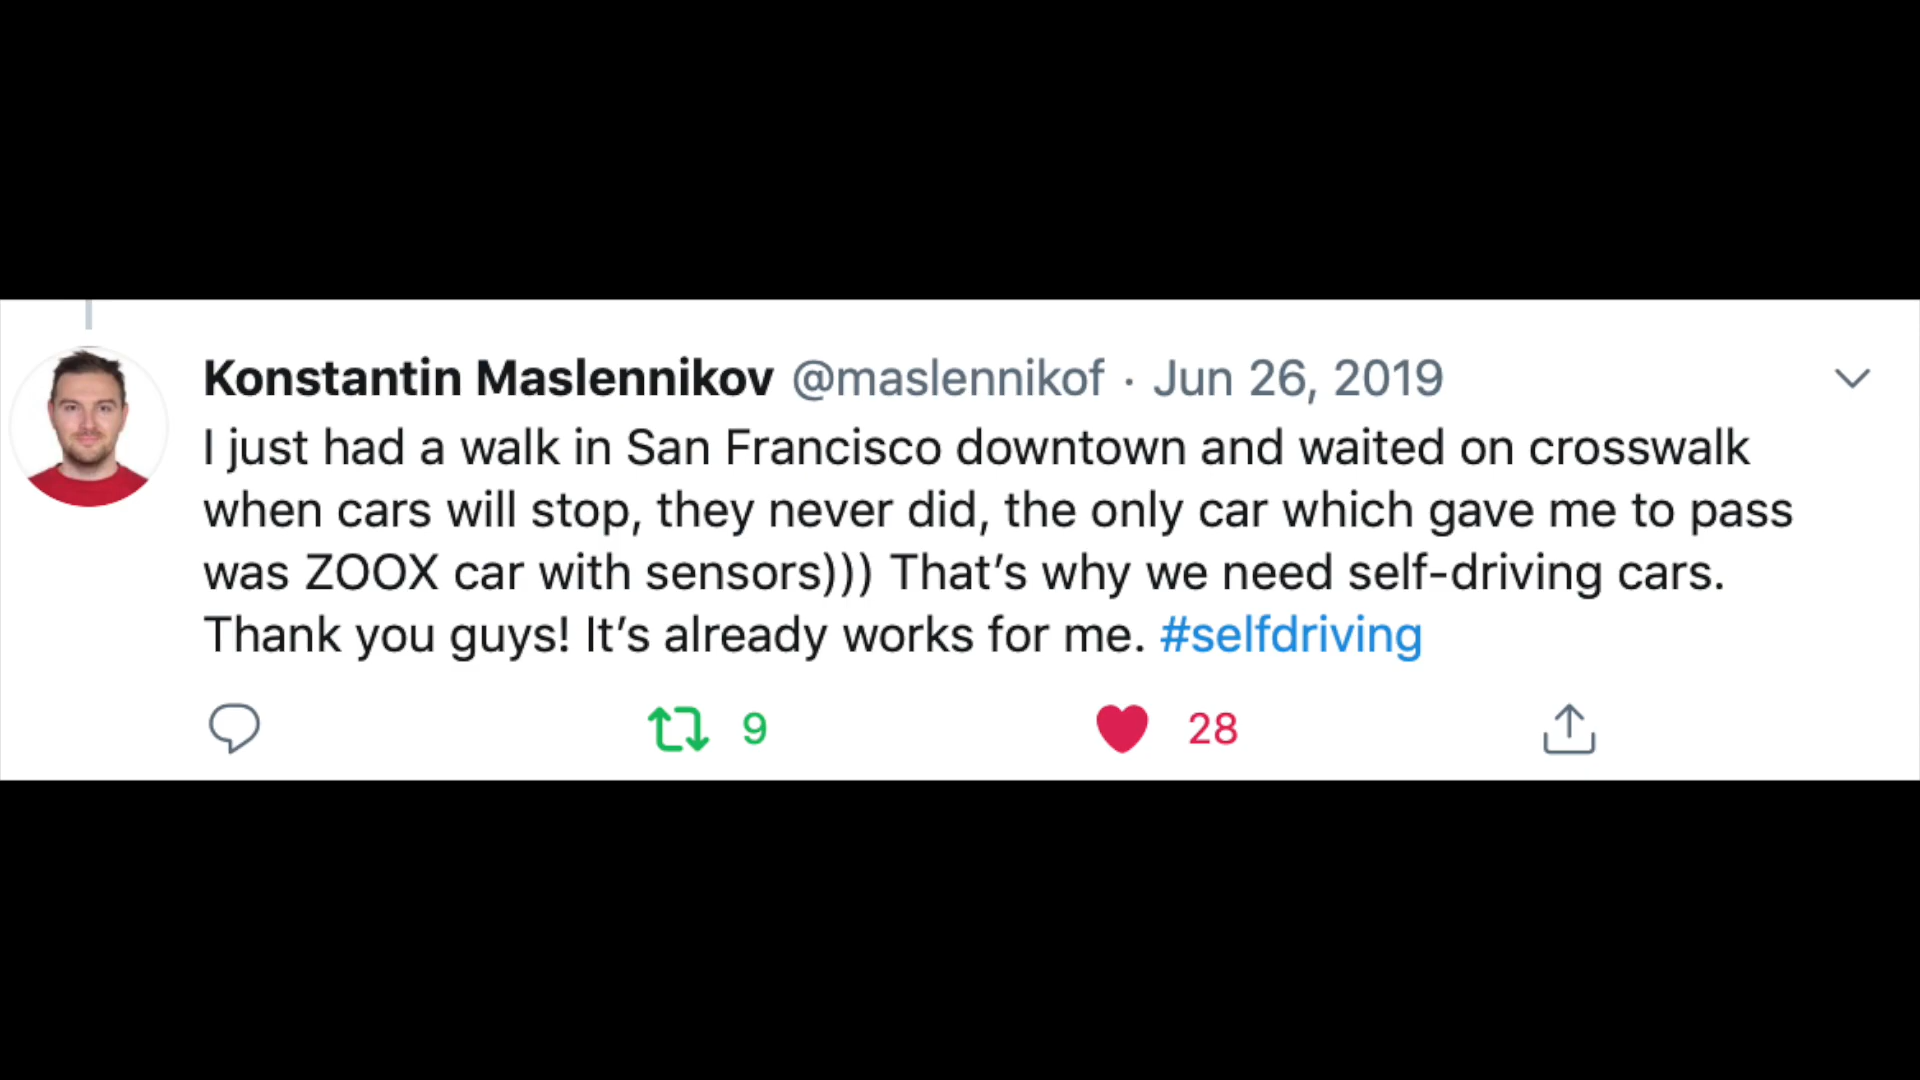 Konstantin Maslennikov @maslennikof · Jun 26, 2019
I just had a walk in San Francisco downtown and waited on crosswalk
when cars will stop, they never did, the only car which gave me to pass
was ZOOX car with sensors))) That’s why we need self-driving cars.
Thank you guys! It’s already works for me. #selfdriving
9 28